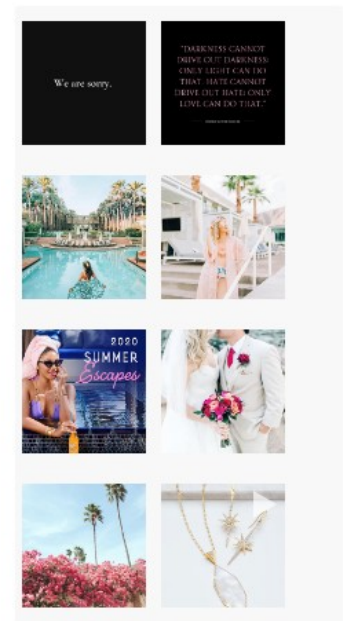 We are sorry.
"DARKNESS CANNOT
DRIVE OUT DARKNESS:
ONLY LIGHT CAN DO
THAT. HATE CANNOT
DRIVE OUT HATE; ONLY
LOVE CAN DO THAT."
2020
SUMMER
Escapes